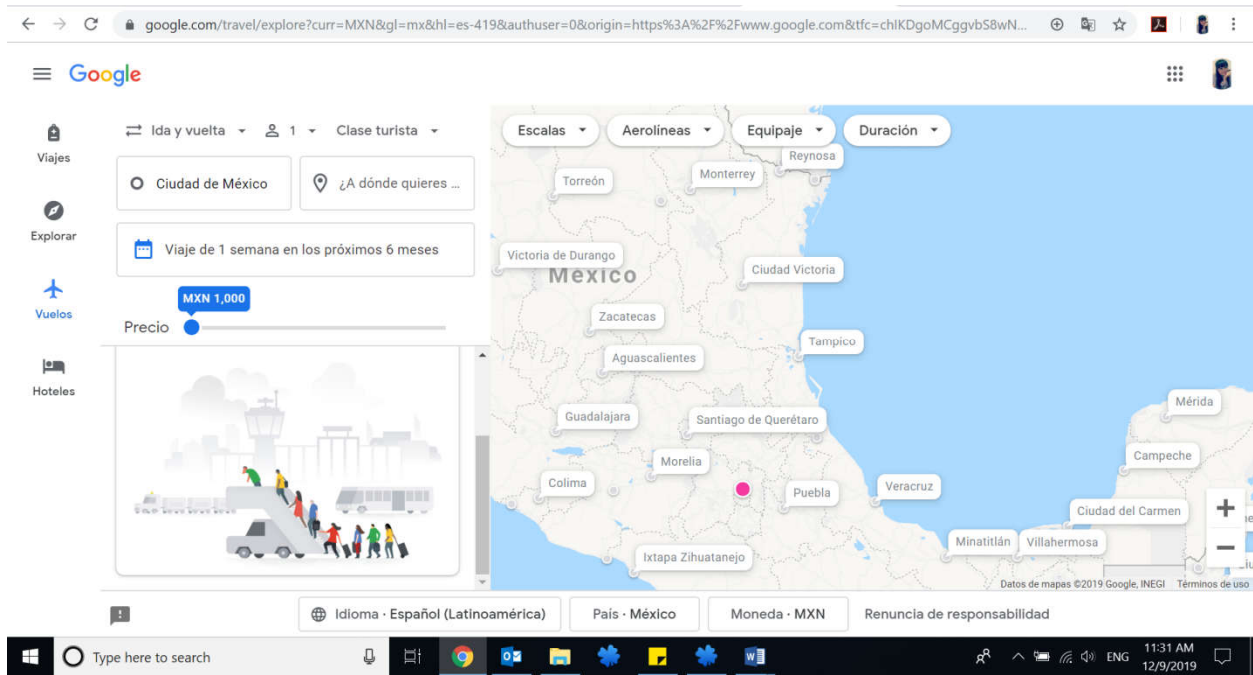 google.com/travel/explore?curr=MXN&gl=mx&hl=es-419&authuser=0&origin=https%3A%2F%2Fwww.google.com&tfc=chlKDgoMCggvbS8wN...
Google
Viajes
Explorar
Vuelos
Hoteles
Ida y vuelta
1
Clase turista
Ciudad de México
¿A dónde quieres ...
Viaje de 1 semana en los próximos 6 meses
MXN 1,000
Precio
Escalas
Aerolíneas
Equipaje
Duración
Reynosa
Monterrey
Torreón
Victoria de Durango
México
Ciudad Victoria
Zacatecas
Tampico
Aguascalientes
Guadalajara
Santiago de Querétaro
Mérida
Morelia
Campeche
Colima
Puebla
Veracruz
Ciudad del Carmen
Minatitlán
Villahermosa
Ixtapa Zihuatanejo
+
−
Datos de mapas ©2019 Google, INEGI
Términos de uso
Idioma · Español (Latinoamérica)
País · México
Moneda · MXN
Renuncia de responsabilidad
Type here to search
ENG
11:31 AM
12/9/2019